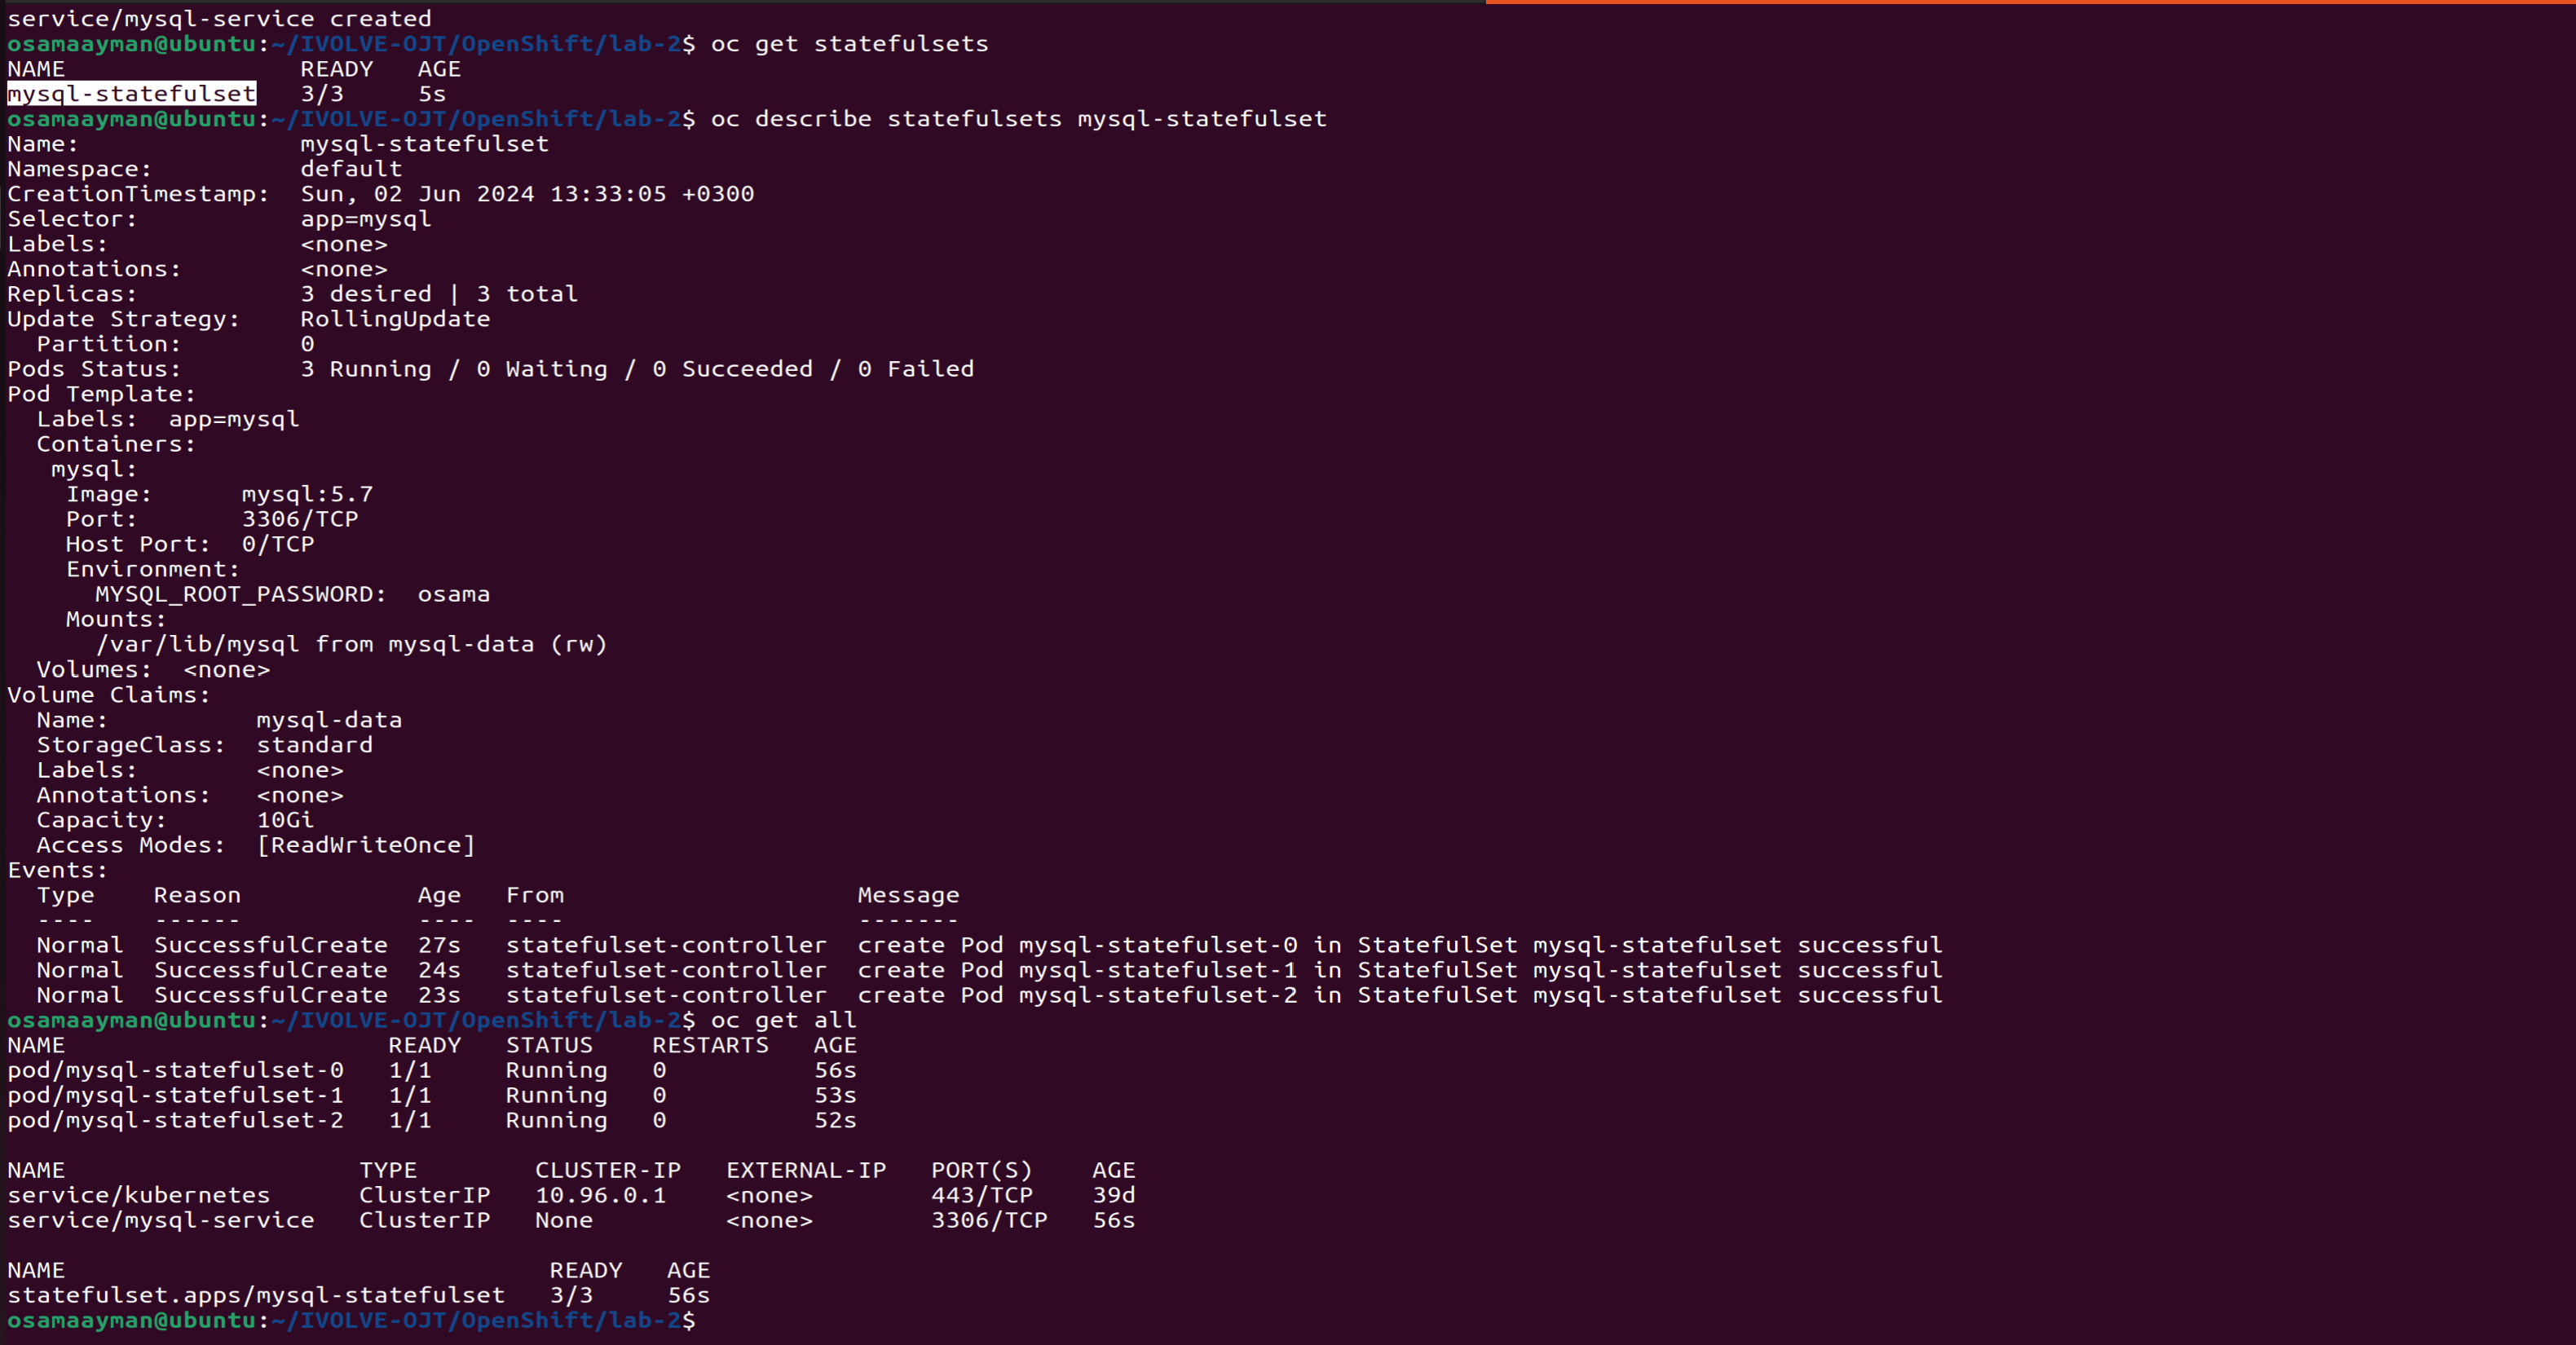 service/mysql-service created
osamaayman@ubuntu:~/IVOLVE-OJT/OpenShift/lab-2$ oc get statefulsets
NAME                READY   AGE
mysql-statefulset   3/3     5s
osamaayman@ubuntu:~/IVOLVE-OJT/OpenShift/lab-2$ oc describe statefulsets mysql-statefulset
Name:               mysql-statefulset
Namespace:          default
CreationTimestamp:  Sun, 02 Jun 2024 13:33:05 +0300
Selector:           app=mysql
Labels:             <none>
Annotations:        <none>
Replicas:           3 desired | 3 total
Update Strategy:    RollingUpdate
  Partition:        0
Pods Status:        3 Running / 0 Waiting / 0 Succeeded / 0 Failed
Pod Template:
  Labels:  app=mysql
  Containers:
   mysql:
    Image:      mysql:5.7
    Port:       3306/TCP
    Host Port:  0/TCP
    Environment:
      MYSQL_ROOT_PASSWORD:  osama
    Mounts:
      /var/lib/mysql from mysql-data (rw)
  Volumes:  <none>
Volume Claims:
  Name:          mysql-data
  StorageClass:  standard
  Labels:        <none>
  Annotations:   <none>
  Capacity:      10Gi
  Access Modes:  [ReadWriteOnce]
Events:
  Type    Reason            Age   From                    Message
  ----    ------            ----  ----                    -------
  Normal  SuccessfulCreate  27s   statefulset-controller  create Pod mysql-statefulset-0 in StatefulSet mysql-statefulset successful
  Normal  SuccessfulCreate  24s   statefulset-controller  create Pod mysql-statefulset-1 in StatefulSet mysql-statefulset successful
  Normal  SuccessfulCreate  23s   statefulset-controller  create Pod mysql-statefulset-2 in StatefulSet mysql-statefulset successful
osamaayman@ubuntu:~/IVOLVE-OJT/OpenShift/lab-2$ oc get all
NAME                      READY   STATUS    RESTARTS   AGE
pod/mysql-statefulset-0   1/1     Running   0          56s
pod/mysql-statefulset-1   1/1     Running   0          53s
pod/mysql-statefulset-2   1/1     Running   0          52s

NAME                    TYPE        CLUSTER-IP   EXTERNAL-IP   PORT(S)    AGE
service/kubernetes      ClusterIP   10.96.0.1    <none>        443/TCP    39d
service/mysql-service   ClusterIP   None         <none>        3306/TCP   56s

NAME                                 READY   AGE
statefulset.apps/mysql-statefulset   3/3     56s
osamaayman@ubuntu:~/IVOLVE-OJT/OpenShift/lab-2$